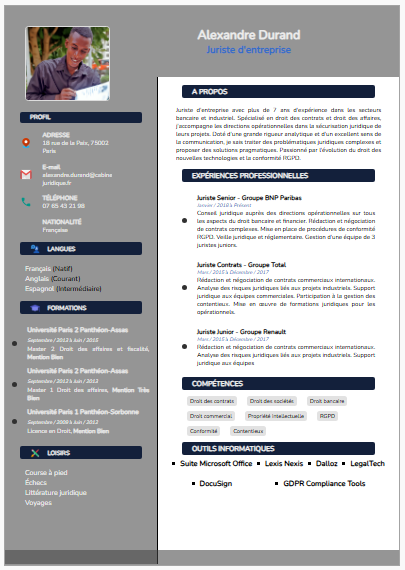 Alexandre Durand
Juriste d'entreprise
PROFIL
ADRESSE
18 rue de la Paix, 75002
Paris
E-mail
alexandre.durand@cabine
juridique.fr
TÉLÉPHONE
07 65 43 21 98
NATIONALITÉ
Française
LANGUES
Français (Natif)
Anglais (Courant)
Espagnol (Intermédiaire)
FORMATIONS
Université Paris 2 Panthéon-Assas
Septembre / 2013 à Juin / 2015
Master 2 Droit des affaires et fiscalité,
Mention Bien
Université Paris 2 Panthéon-Assas
Septembre / 2012 à Juin / 2013
Master 1 Droit des affaires, Mention Très
Bien
Université Paris 1 Panthéon-Sorbonne
Septembre / 2009 à Juin / 2012
Licence en Droit, Mention Bien
LOISIRS
Course à pied
Échecs
Littérature juridique
Voyages
A PROPOS
Juriste d'entreprise avec plus de 7 ans d'expérience dans les secteurs
bancaire et industriel. Spécialisé en droit des contrats et droit des affaires,
j'accompagne les directions opérationnelles dans la sécurisation juridique de
leurs projets. Doté d'une grande rigueur analytique et d'un excellent sens de
la communication, je sais traiter des problématiques juridiques complexes et
proposer des solutions pragmatiques. Passionné par l'évolution du droit des
nouvelles technologies et la conformité RGPD.
EXPÉRIENCES PROFESSIONNELLES
Juriste Senior - Groupe BNP Paribas
Janvier / 2018 à Présent
Conseil juridique auprès des directions opérationnelles sur tous
les aspects du droit bancaire et financier. Rédaction et négociation
de contrats complexes. Mise en place de procédures de conformité
RGPD. Veille juridique et réglementaire. Gestion d'une équipe de 3
juristes juniors.
Juriste Contrats - Groupe Total
Mars / 2015 à Décembre / 2017
Rédaction et négociation de contrats commerciaux internationaux.
Analyse des risques juridiques liés aux projets industriels. Support
juridique aux équipes commerciales. Participation à la gestion des
contentieux. Mise en œuvre de formations juridiques pour les
opérationnels.
Juriste Junior - Groupe Renault
Mars / 2015 à Décembre / 2017
Rédaction et négociation de contrats commerciaux internationaux.
Analyse des risques juridiques liés aux projets industriels. Support
juridique aux équipes
COMPÉTENCES
Droit des contrats Droit des sociétés Droit bancaire
Droit commercial Propriété intellectuelle RGPD
Conformité Contentieux
OUTILS INFORMATIQUES
Suite Microsoft Office Lexis Nexis Dalloz LegalTech
DocuSign GDPR Compliance Tools